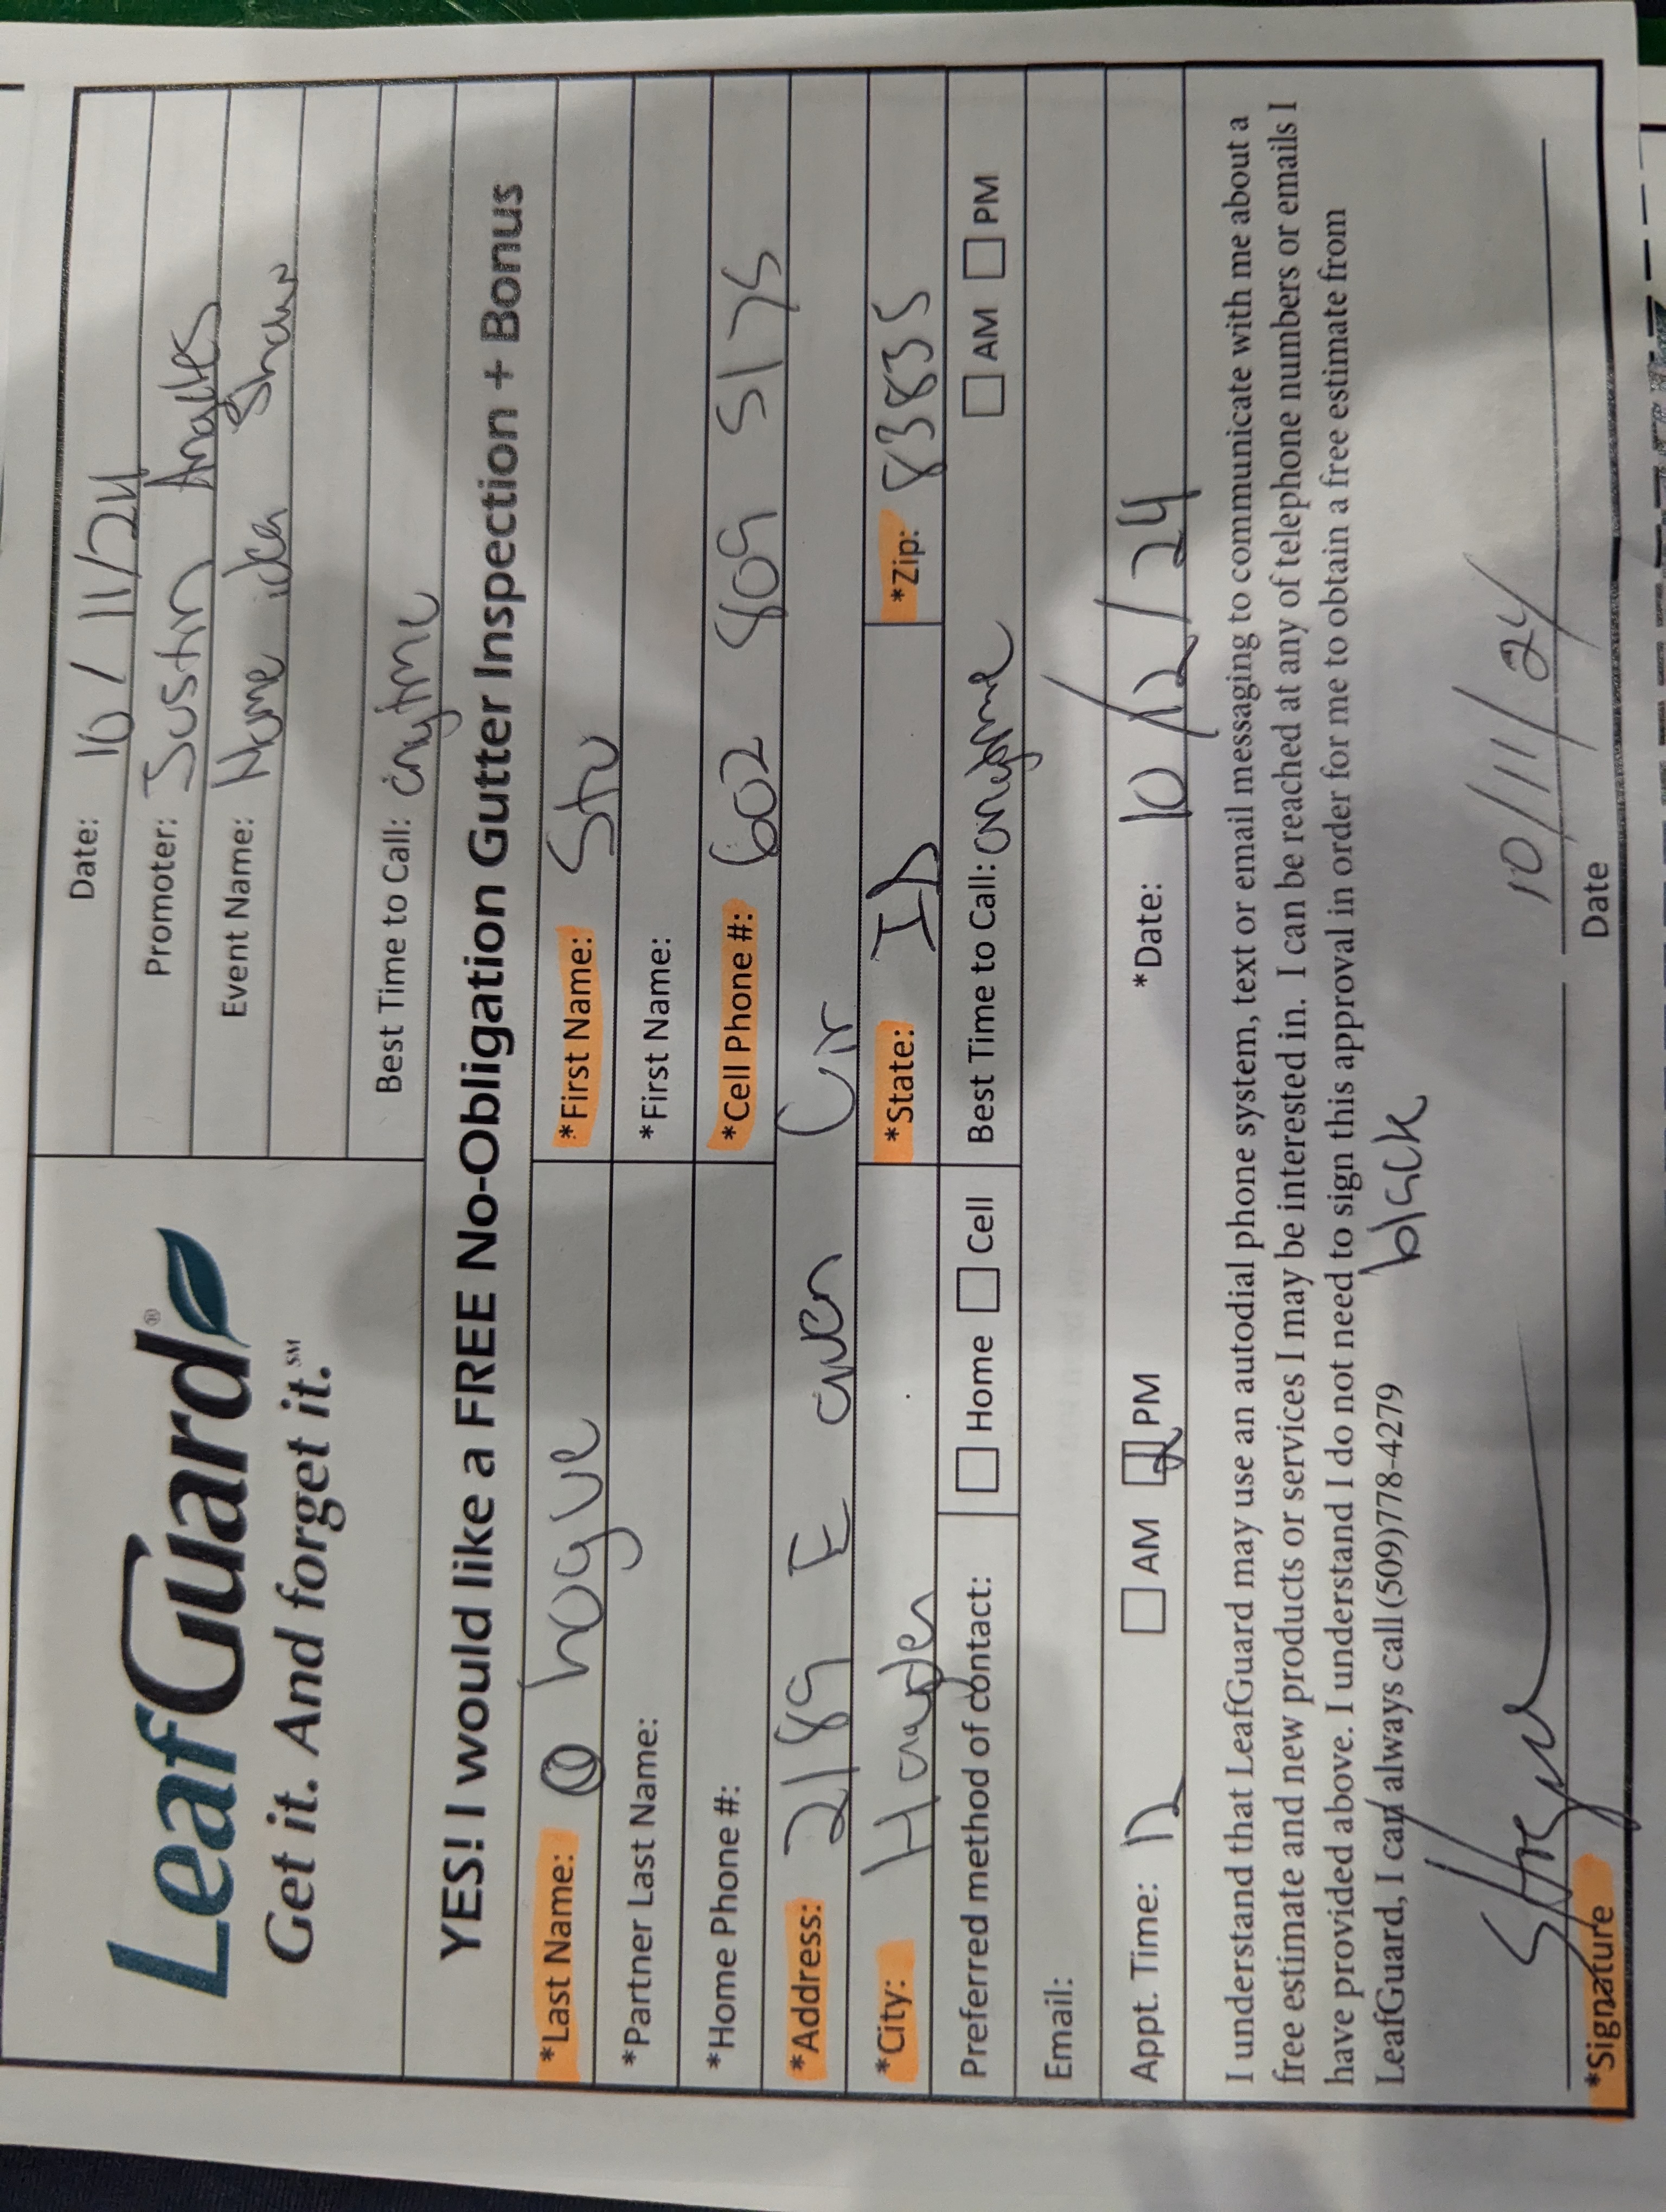 LeafGuard®
Get it. And forget it.℠
Date: 10/11/24
Promoter: Justin Angles
Event Name: Home idea Show
Best Time to Call: anytime
YES! I would like a FREE No-Obligation Gutter Inspection + Bonus
*Last Name: hogue *First Name: Stu
*Partner Last Name: *First Name:
*Home Phone #: *Cell Phone #: 602 809 5175
*Address: 2189 E aven Cir
*City: Hayden *State: ID *Zip: 83835
Preferred method of contact: Home Cell Best Time to Call: anytime AM PM
Email:
Appt. Time: 12 AM PM *Date: 10/12/24
I understand that LeafGuard may use an autodial phone system, text or email messaging to communicate with me about a
free estimate and new products or services I may be interested in. I can be reached at any of telephone numbers or emails I
have provided above. I understand I do not need to sign this approval in order for me to obtain a free estimate from
LeafGuard, I can always call (509)778-4279 black
10/11/24
*Signature Date